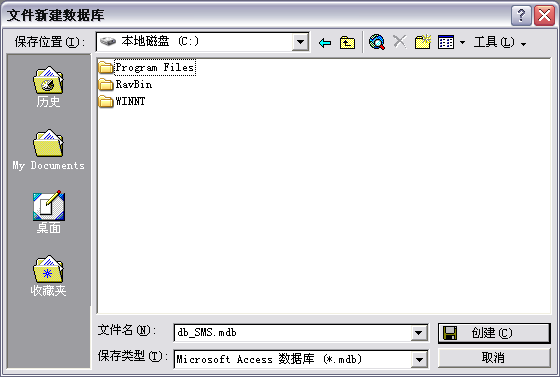 文件新建数据库
保存位置(I): 本地磁盘 (C:) 工具(L)
Program Files
RavBin
WINNT
历史
My Documents
桌面
收藏夹
文件名(N): db_SMS.mdb 创建(C)
保存类型(T): Microsoft Access 数据库 (*.mdb) 取消